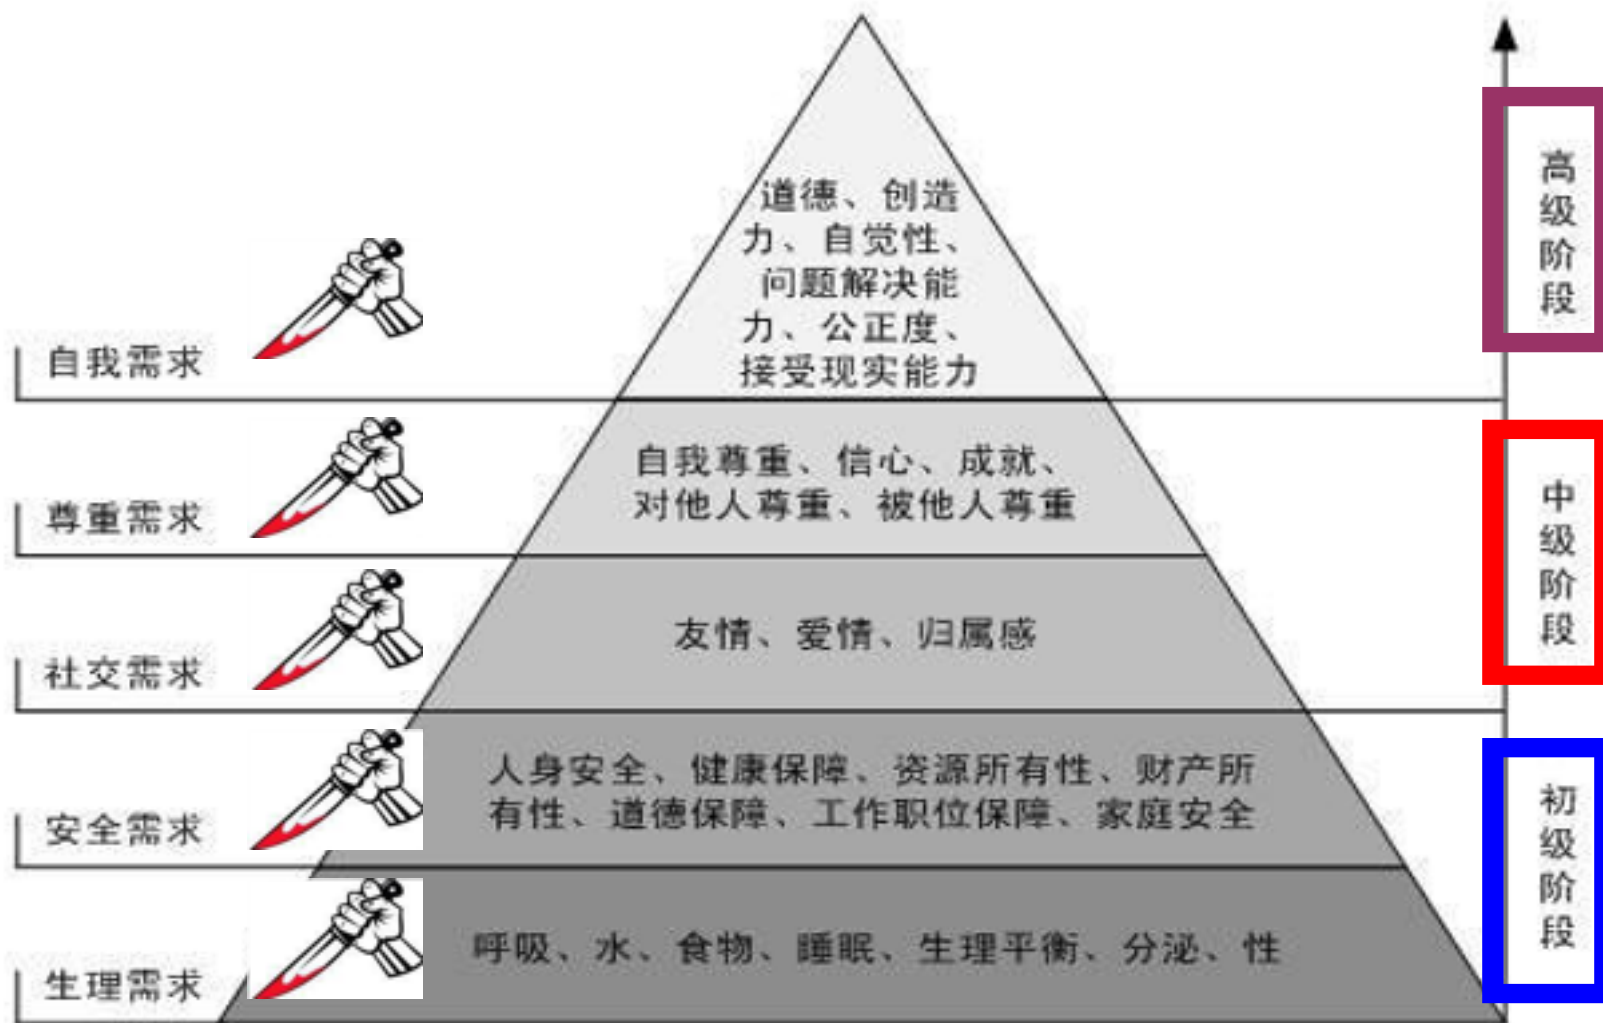 道德、创造
力、自觉性、
问题解决能
力、公正度、
接受现实能力
自我需求
高级阶段
自我尊重、信心、成就、
对他人尊重、被他人尊重
尊重需求
中级阶段
友情、爱情、归属感
社交需求
人身安全、健康保障、资源所有性、财产所
有性、道德保障、工作职位保障、家庭安全
安全需求
初级阶段
呼吸、水、食物、睡眠、生理平衡、分泌、性
生理需求